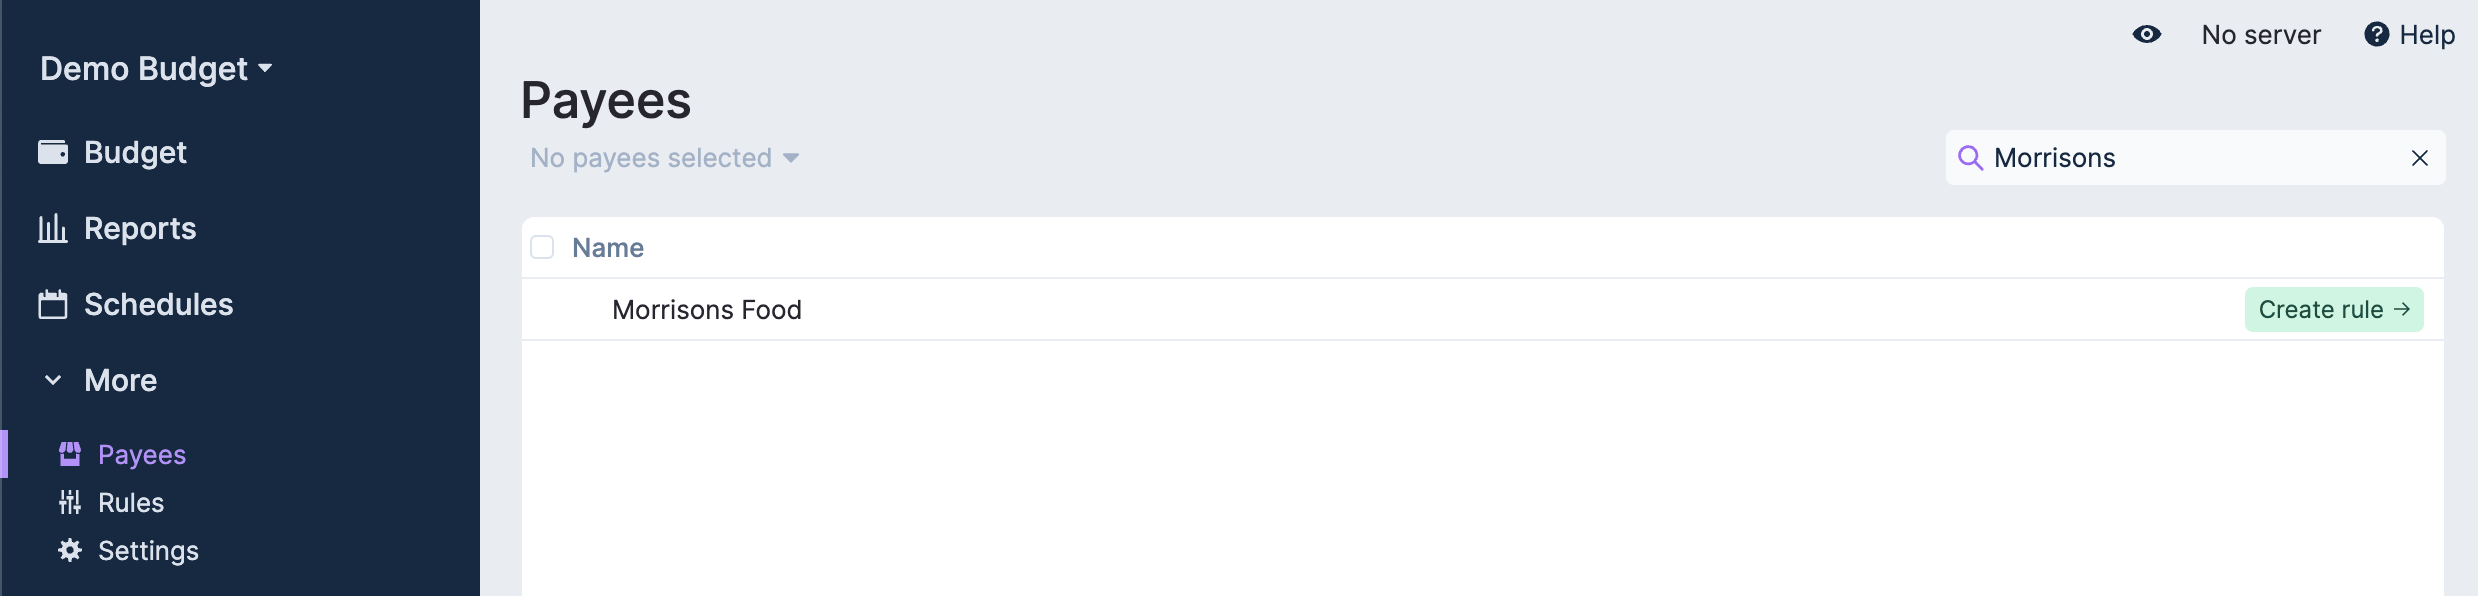 Demo Budget
Budget
Reports
Schedules
More
Payees
Rules
Settings
No server
Help
Payees
No payees selected
Morrisons
Name
Morrisons Food
Create rule →